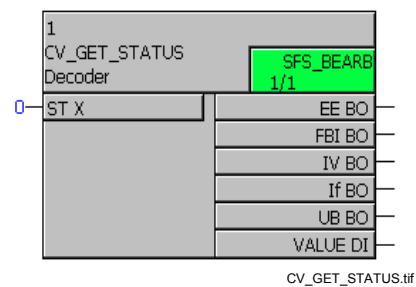 1
CV_GET_STATUS
Decoder
SFS_BEARB
1/1
0 ST X
EE BO
FBI BO
IV BO
If BO
UB BO
VALUE DI
CV_GET_STATUS.tif